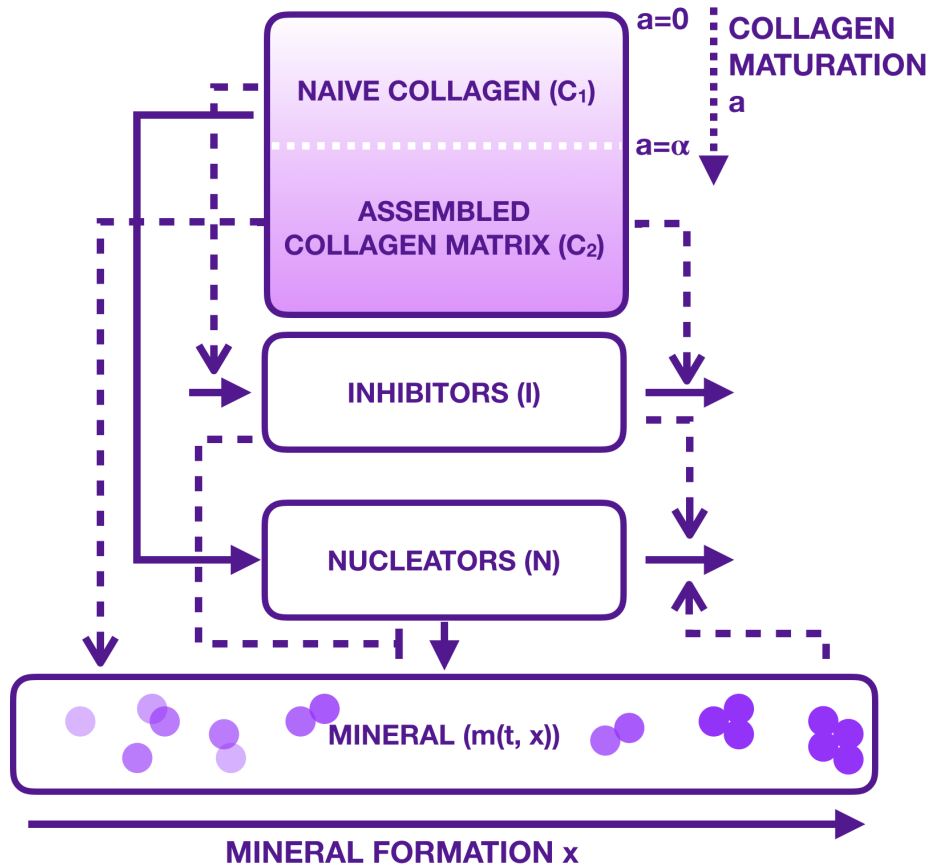 a=0
COLLAGEN
MATURATION
a
NAIVE COLLAGEN (C₁)
a=α
ASSEMBLED
COLLAGEN MATRIX (C₂)
INHIBITORS (I)
NUCLEATORS (N)
MINERAL (m(t, x))
MINERAL FORMATION x